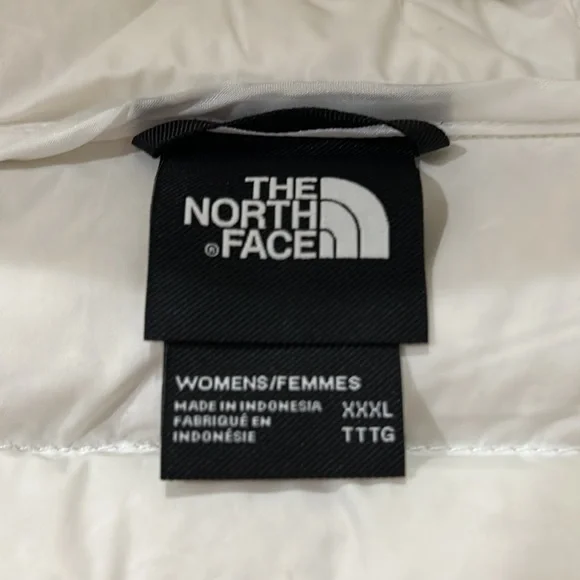 THE
NORTH
® FACE
WOMENS/FEMMES
MADE IN INDONESIA XXXL
FABRIQUÉ EN
INDONÉSIE TTTG